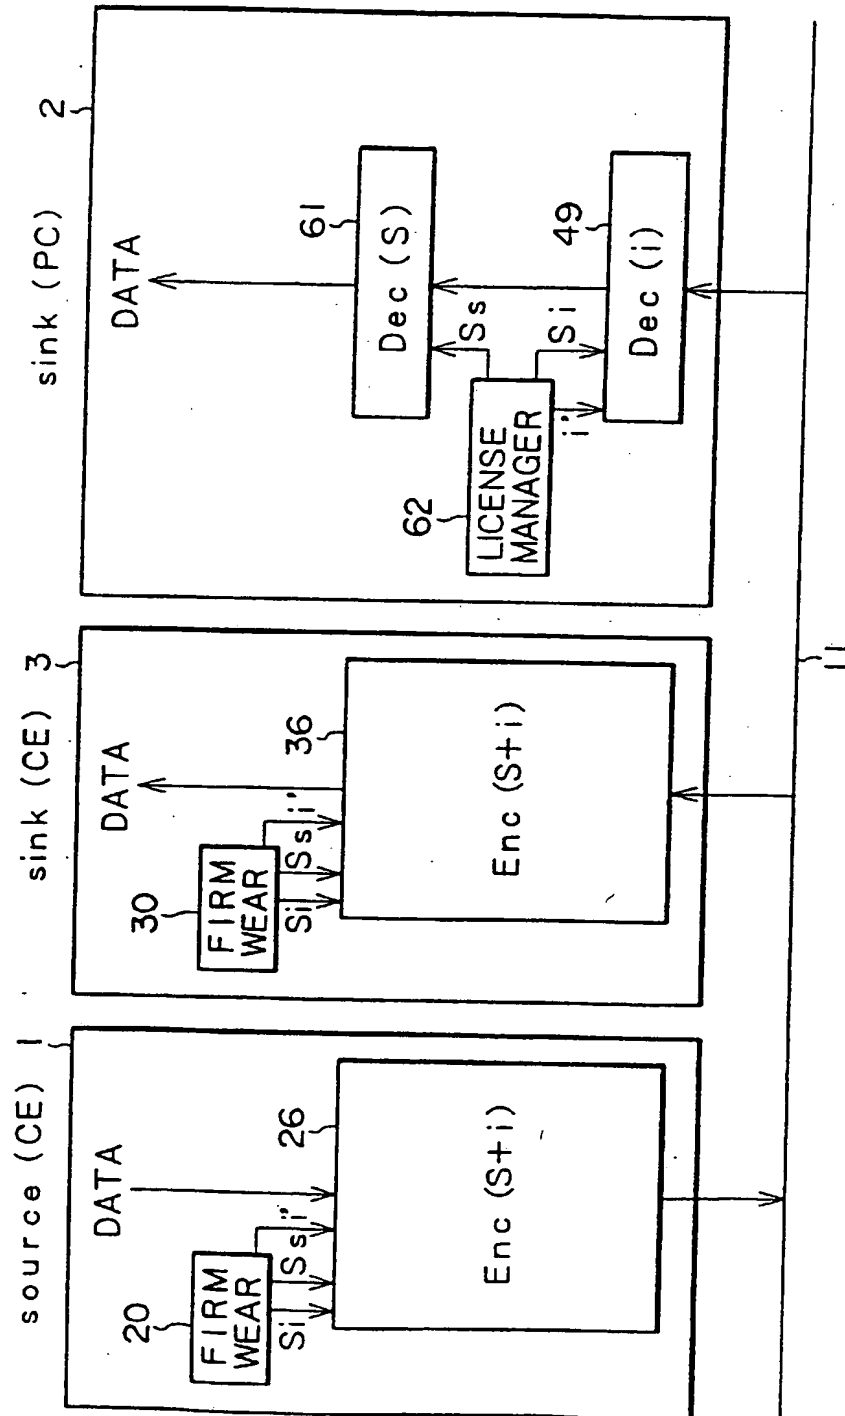 source (CE)
1
DATA
20
FIRM
WEAR
Si
Ss
i'
26
Enc (S+i)
sink (CE)
3
DATA
30
FIRM
WEAR
Si
Ss
i'
36
Enc (S+i)
sink (PC)
2
DATA
61
Dec (S)
Ss
62
LICENSE
MANAGER
Si
i'
49
Dec (i)
11